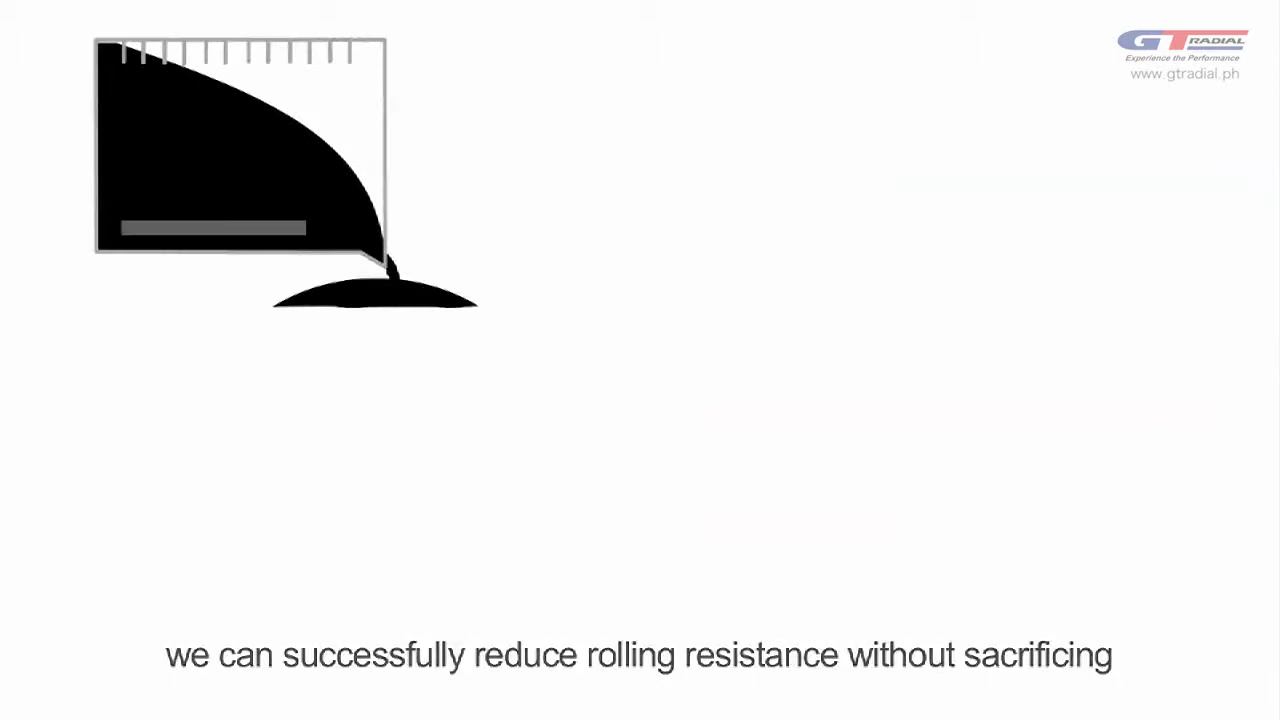 GT RADIAL
Experience the Performance
www.gtradial.ph
we can successfully reduce rolling resistance without sacrificing